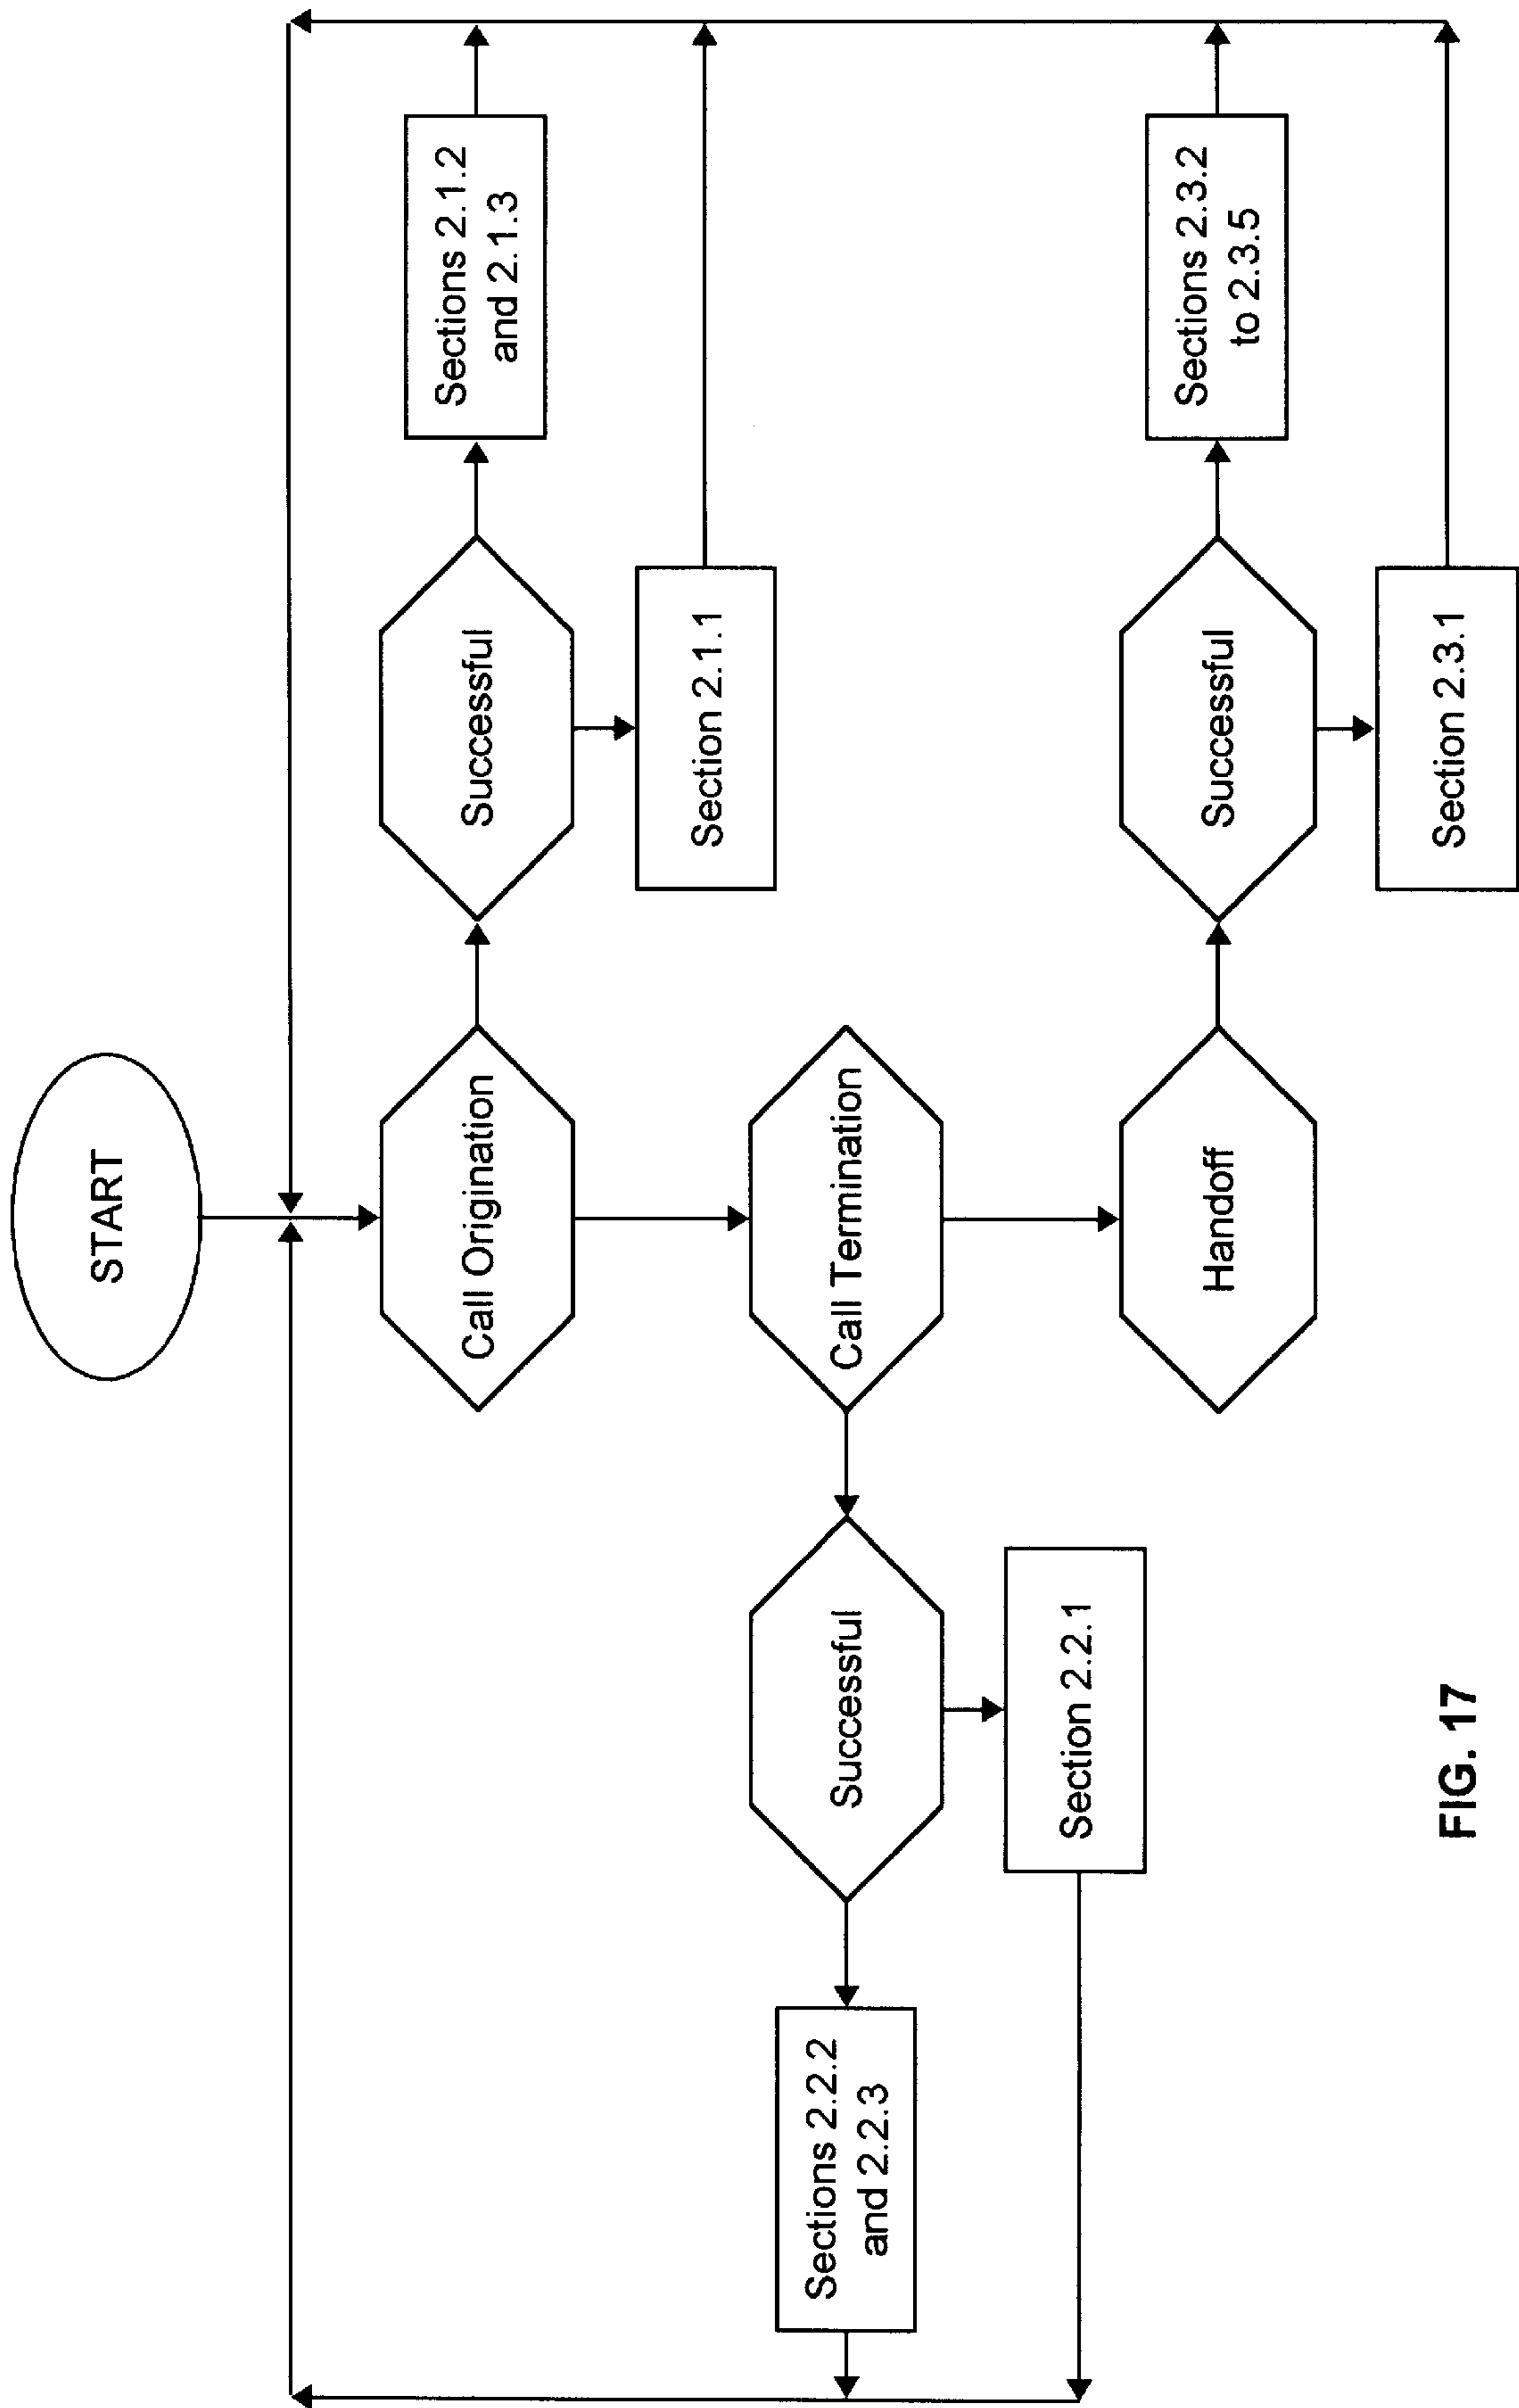 START
Call Origination
Successful
Sections 2.1.2
and 2.1.3
Section 2.1.1
Call Termination
Successful
Sections 2.2.2
and 2.2.3
Section 2.2.1
Handoff
Successful
Sections 2.3.2
to 2.3.5
Section 2.3.1
FIG. 17